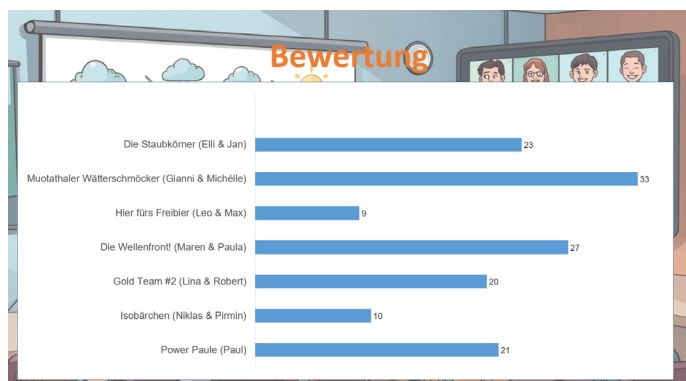 Bewertung
Die Staubkörner (Elli & Jan)
23
Muotathaler Wätterschmöcker (Gianni & Michélle)
33
Hier fürs Freibier (Leo & Max)
9
Die Wellenfront! (Maren & Paula)
27
Gold Team #2 (Lina & Robert)
20
Isobärchen (Niklas & Pirmin)
10
Power Paule (Paul)
21